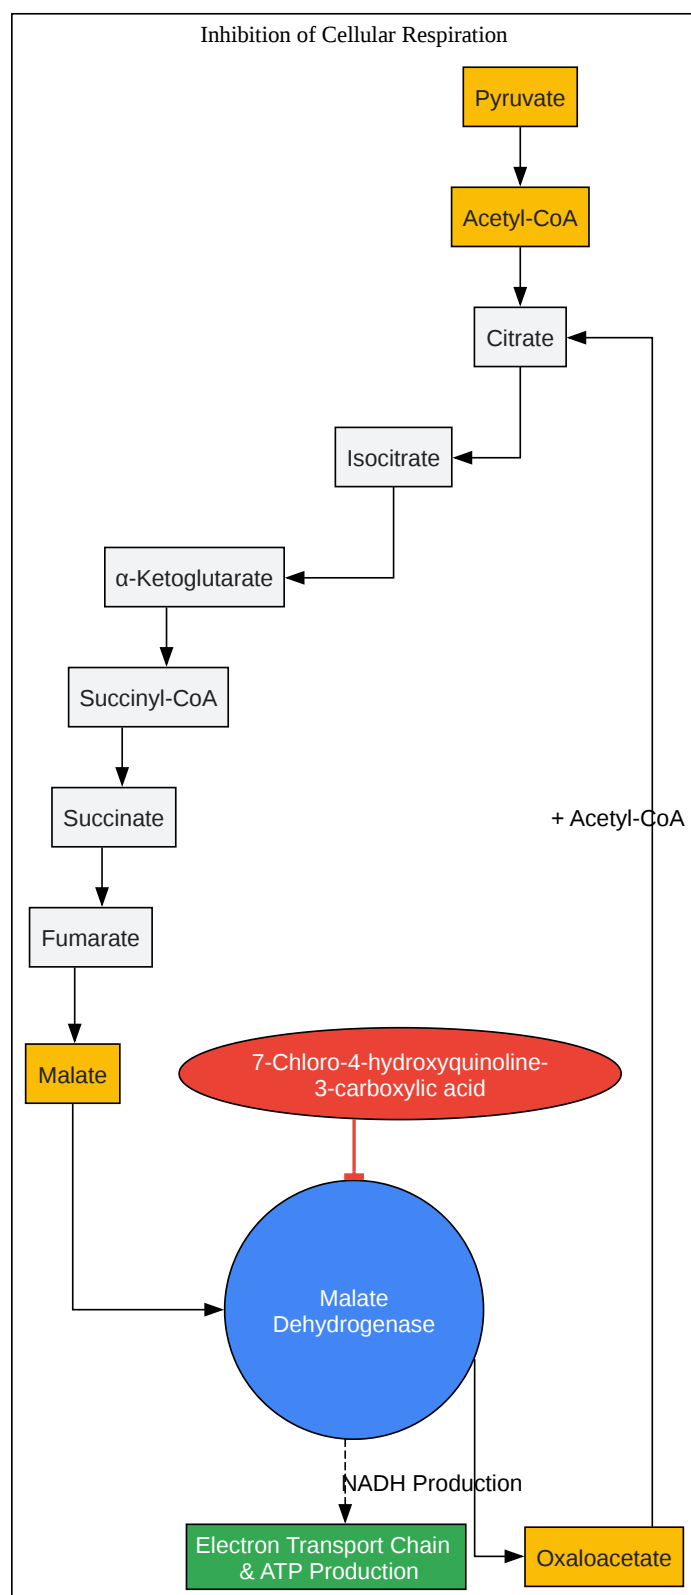 Inhibition of Cellular Respiration
Pyruvate
Acetyl-CoA
Citrate
Isocitrate
α-Ketoglutarate
Succinyl-CoA
Succinate
+ Acetyl-CoA
Fumarate
Malate
7-Chloro-4-hydroxyquinoline-
3-carboxylic acid
Malate
Dehydrogenase
NADH Production
Electron Transport Chain
& ATP Production
Oxaloacetate